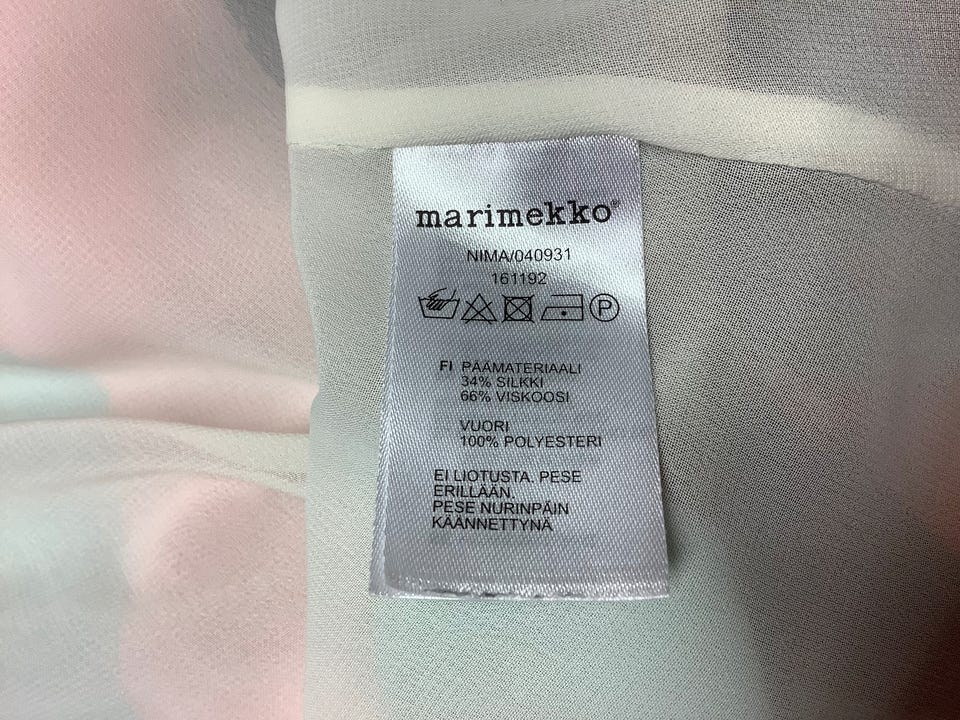 marimekko®
NIMA/040931
161192
P
FI PÄÄMATERIAALI
34% SILKKI
66% VISKOOSI
VUORI
100% POLYESTERI
EI LIOTUSTA. PESE
ERILLÄÄN.
PESE NURINPÄIN
KÄÄNNETTYNÄ